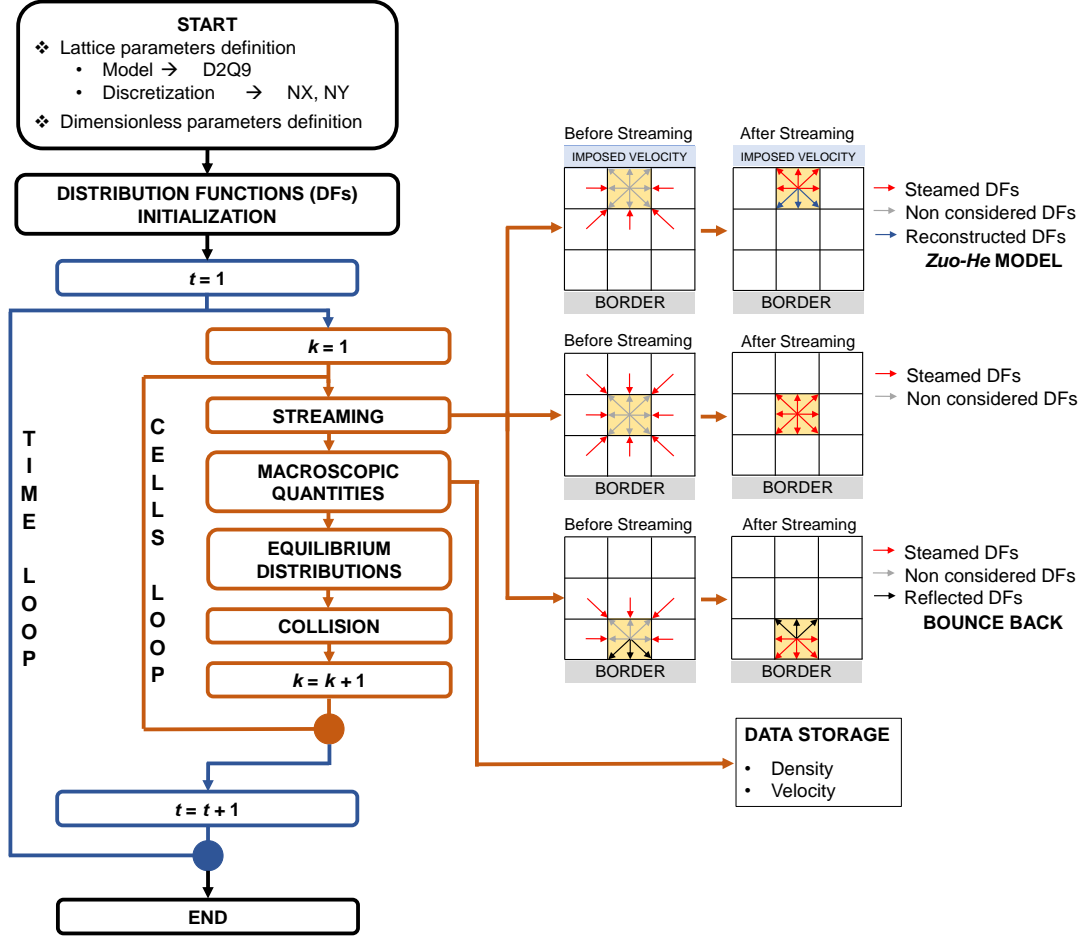 START
❖ Lattice parameters definition
• Model → D2Q9
• Discretization → NX, NY
❖ Dimensionless parameters definition
DISTRIBUTION FUNCTIONS (DFs)
INITIALIZATION
t = 1
k = 1
STREAMING
MACROSCOPIC
QUANTITIES
EQUILIBRIUM
DISTRIBUTIONS
COLLISION
k = k + 1
t = t + 1
END
TIME LOOP
CELLS LOOP
Before Streaming
After Streaming
IMPOSED VELOCITY
IMPOSED VELOCITY
BORDER
BORDER
Steamed DFs
Non considered DFs
Reconstructed DFs
Zuo-He MODEL
Before Streaming
After Streaming
BORDER
BORDER
Steamed DFs
Non considered DFs
Before Streaming
After Streaming
BORDER
BORDER
Steamed DFs
Non considered DFs
Reflected DFs
BOUNCE BACK
DATA STORAGE
• Density
• Velocity